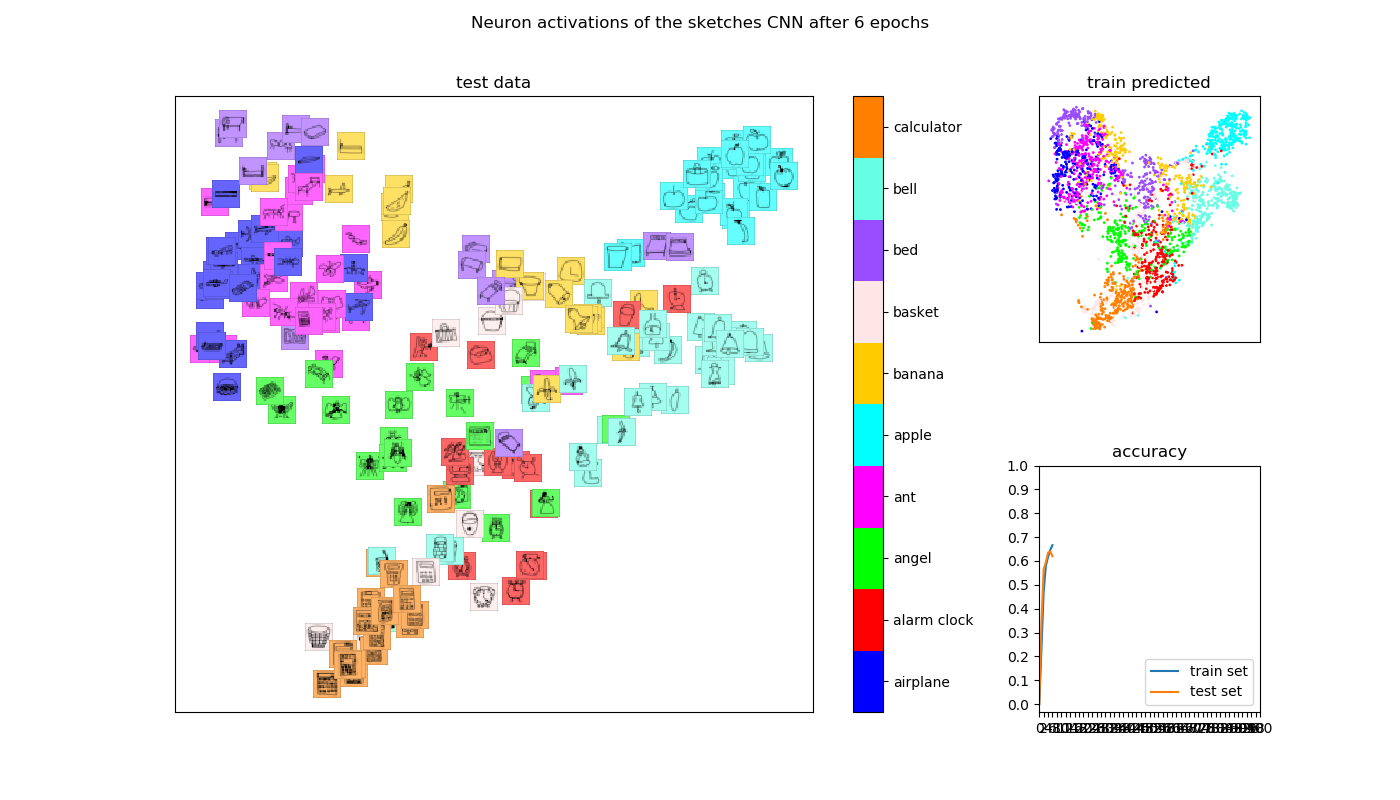 Neuron activations of the sketches CNN after 6 epochs
test data
calculator
bell
bed
basket
banana
apple
ant
angel
alarm clock
airplane
train predicted
accuracy
1.0
0.9
0.8
0.7
0.6
0.5
0.4
0.3
0.2
0.1
0.0
train set
test set